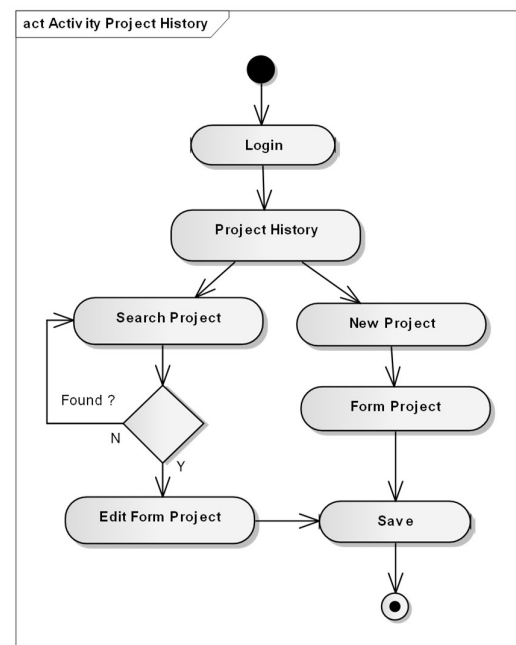 act Activity Project History
Login
Project History
Search Project
New Project
Found ?
Form Project
N
Y
Edit Form Project
Save